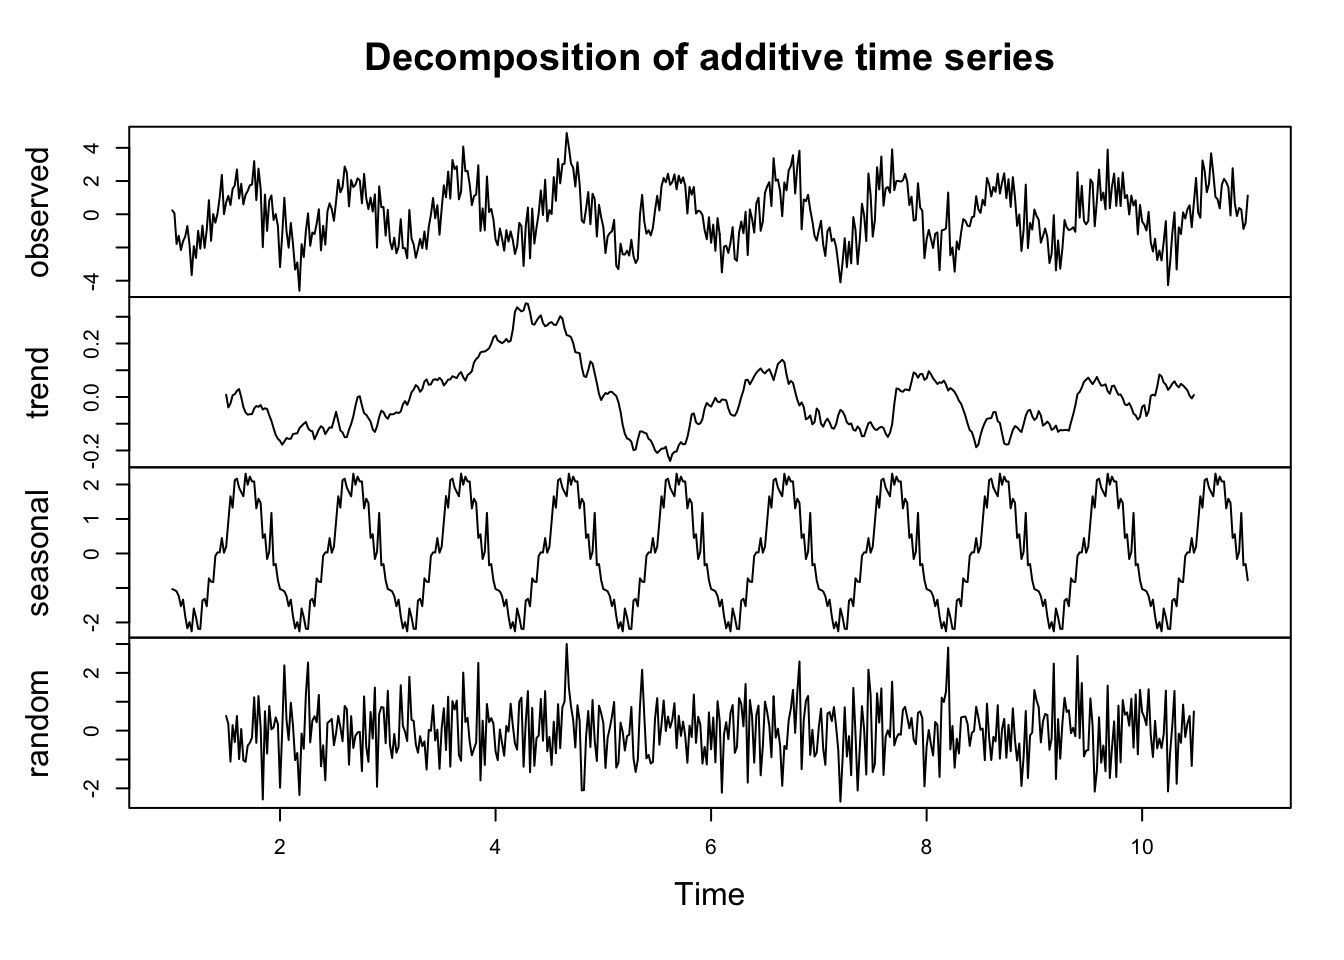 Decomposition of additive time series
observed
4
2
0
-4
trend
0.2
0.0
-0.2
seasonal
2
1
0
-2
random
2
0
-2
2 4 6 8 10
Time